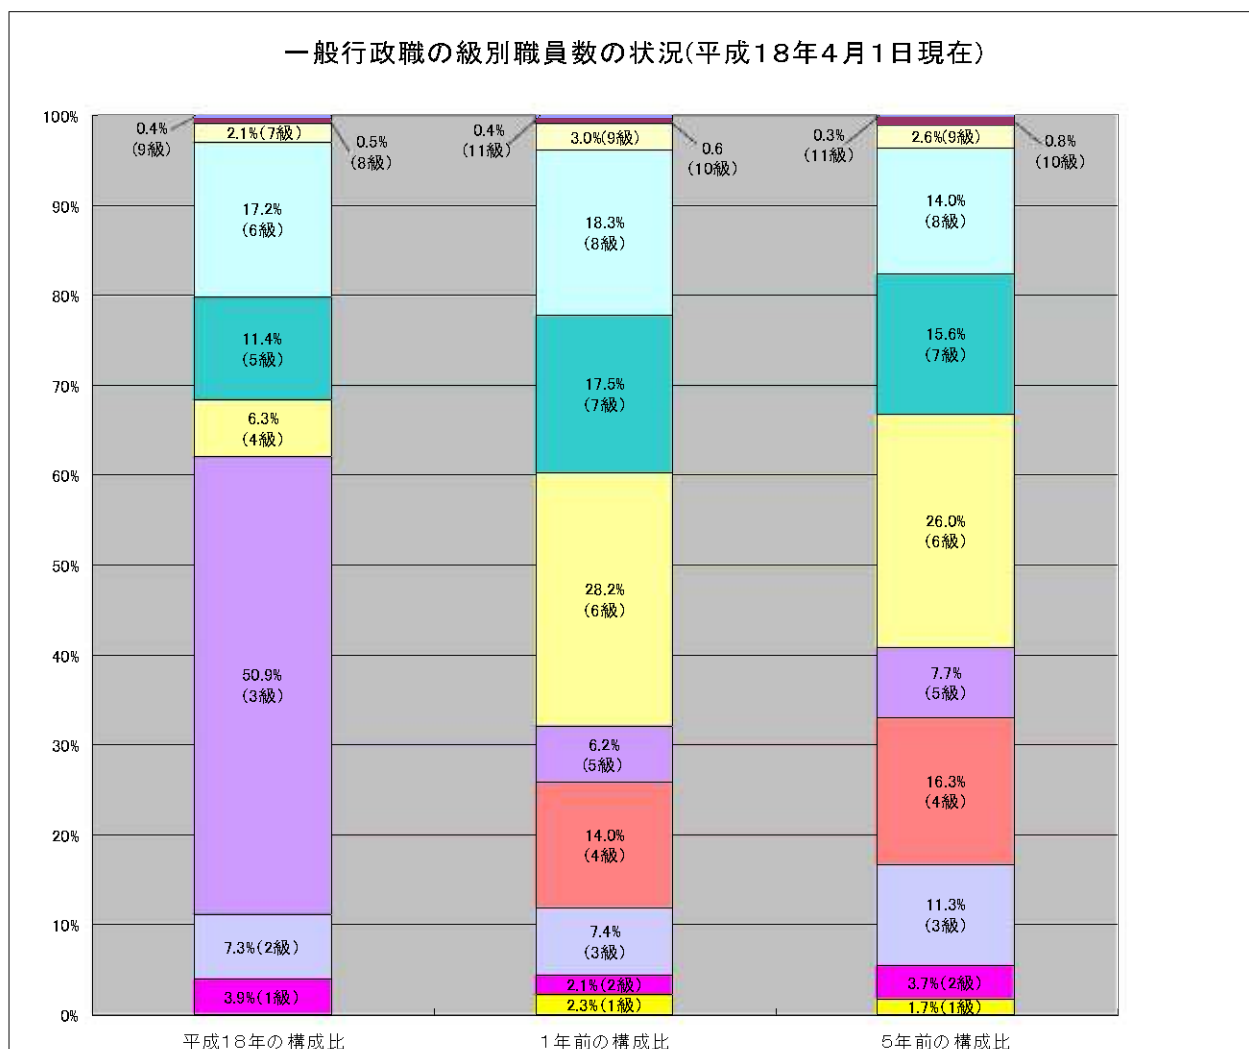 一般行政職の級別職員数の状況(平成18年4月1日現在)
100%
90%
80%
70%
60%
50%
40%
30%
20%
10%
0%
0.4%
(9級)
2.1%(7級)
0.5%
(8級)
17.2%
(6級)
11.4%
(5級)
6.3%
(4級)
50.9%
(3級)
7.3%(2級)
3.9%(1級)
0.4%
(11級)
3.0%(9級)
0.6
(10級)
18.3%
(8級)
17.5%
(7級)
28.2%
(6級)
6.2%
(5級)
14.0%
(4級)
7.4%
(3級)
2.1%(2級)
2.3%(1級)
0.3%
(11級)
2.6%(9級)
0.8%
(10級)
14.0%
(8級)
15.6%
(7級)
26.0%
(6級)
7.7%
(5級)
16.3%
(4級)
11.3%
(3級)
3.7%(2級)
1.7%(1級)
平成18年の構成比
1年前の構成比
5年前の構成比